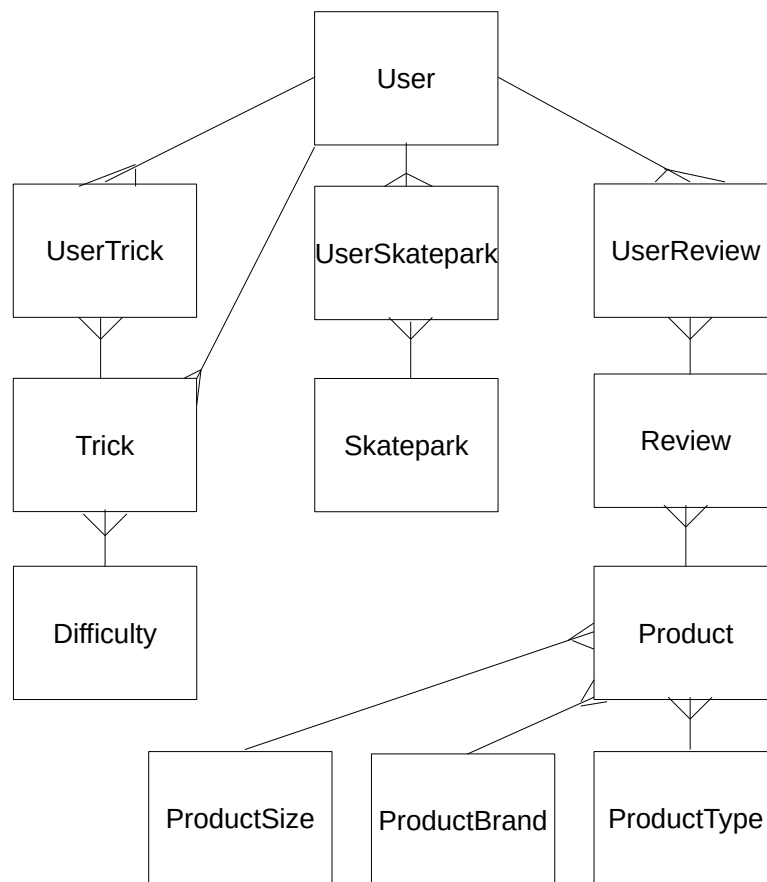 User
UserTrick
UserSkatepark
UserReview
Trick
Skatepark
Review
Difficulty
Product
ProductSize
ProductBrand
ProductType